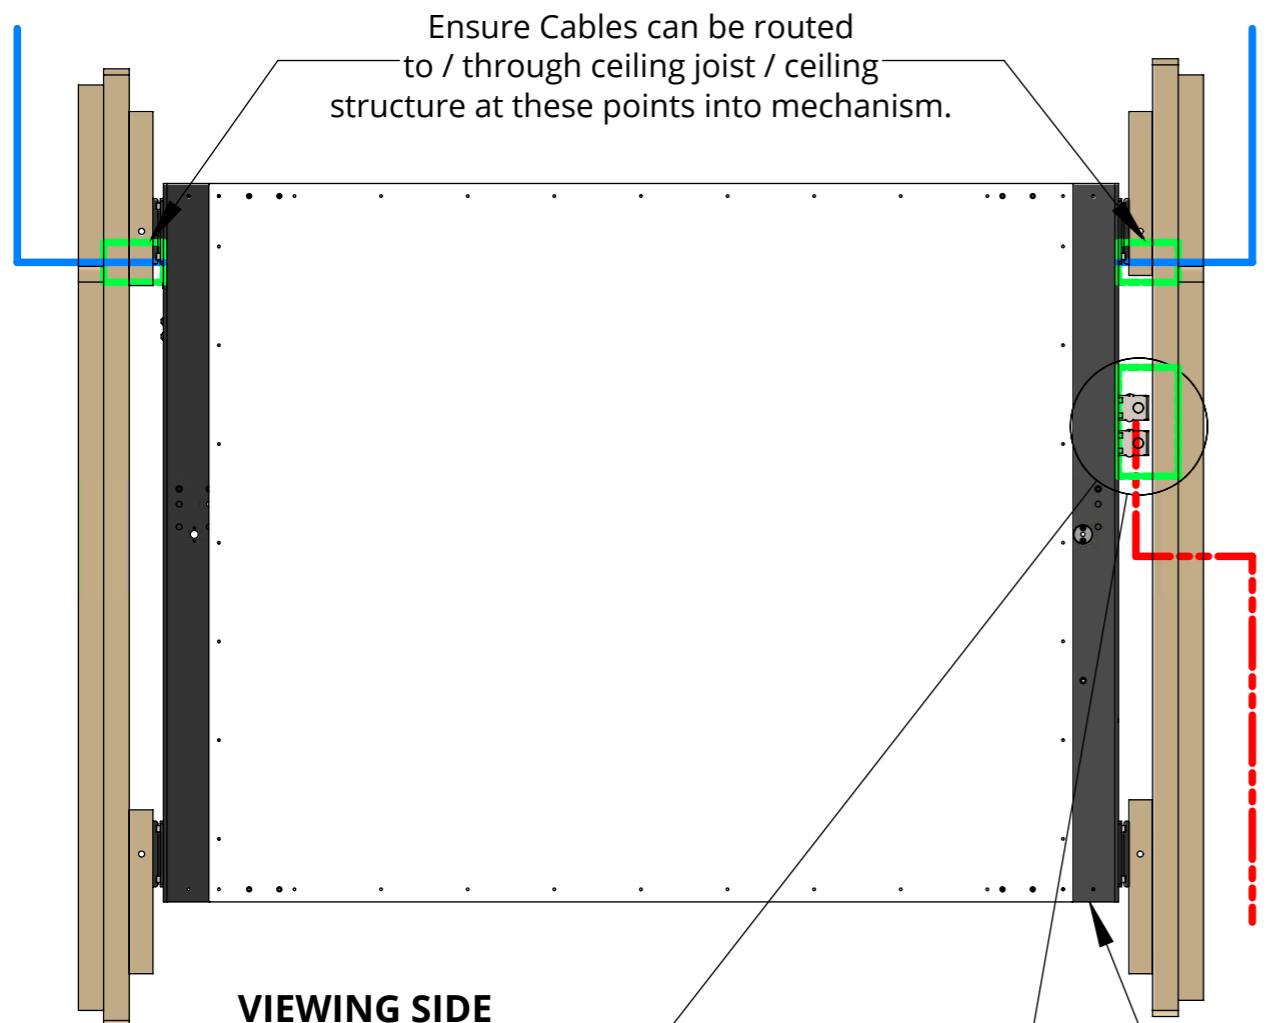 Ensure Cables can be routed
to / through ceiling joist / ceiling
structure at these points into mechanism.
VIEWING SIDE